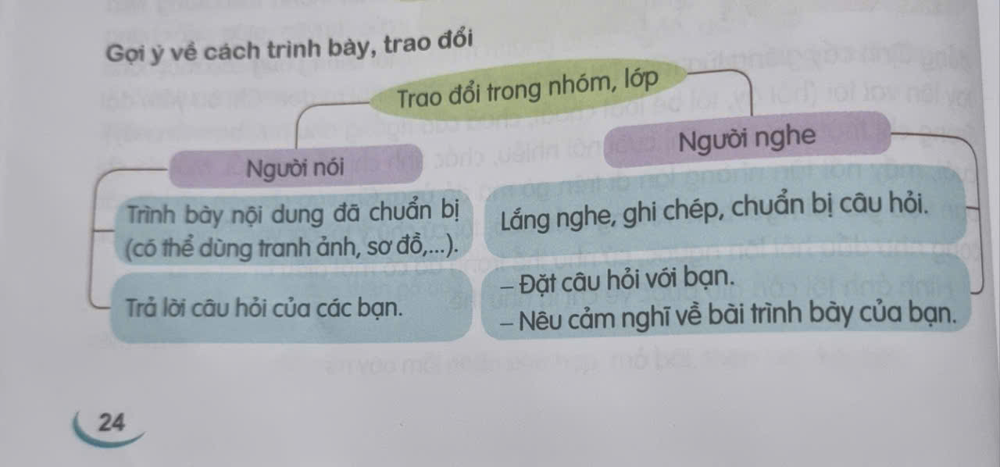 Gợi ý về cách trình bày, trao đổi
Trao đổi trong nhóm, lớp
Người nói
Trình bày nội dung đã chuẩn bị
(có thể dùng tranh ảnh, sơ đồ,...).
Trả lời câu hỏi của các bạn.
Người nghe
Lắng nghe, ghi chép, chuẩn bị câu hỏi.
– Đặt câu hỏi với bạn.
– Nêu cảm nghĩ về bài trình bày của bạn.
24